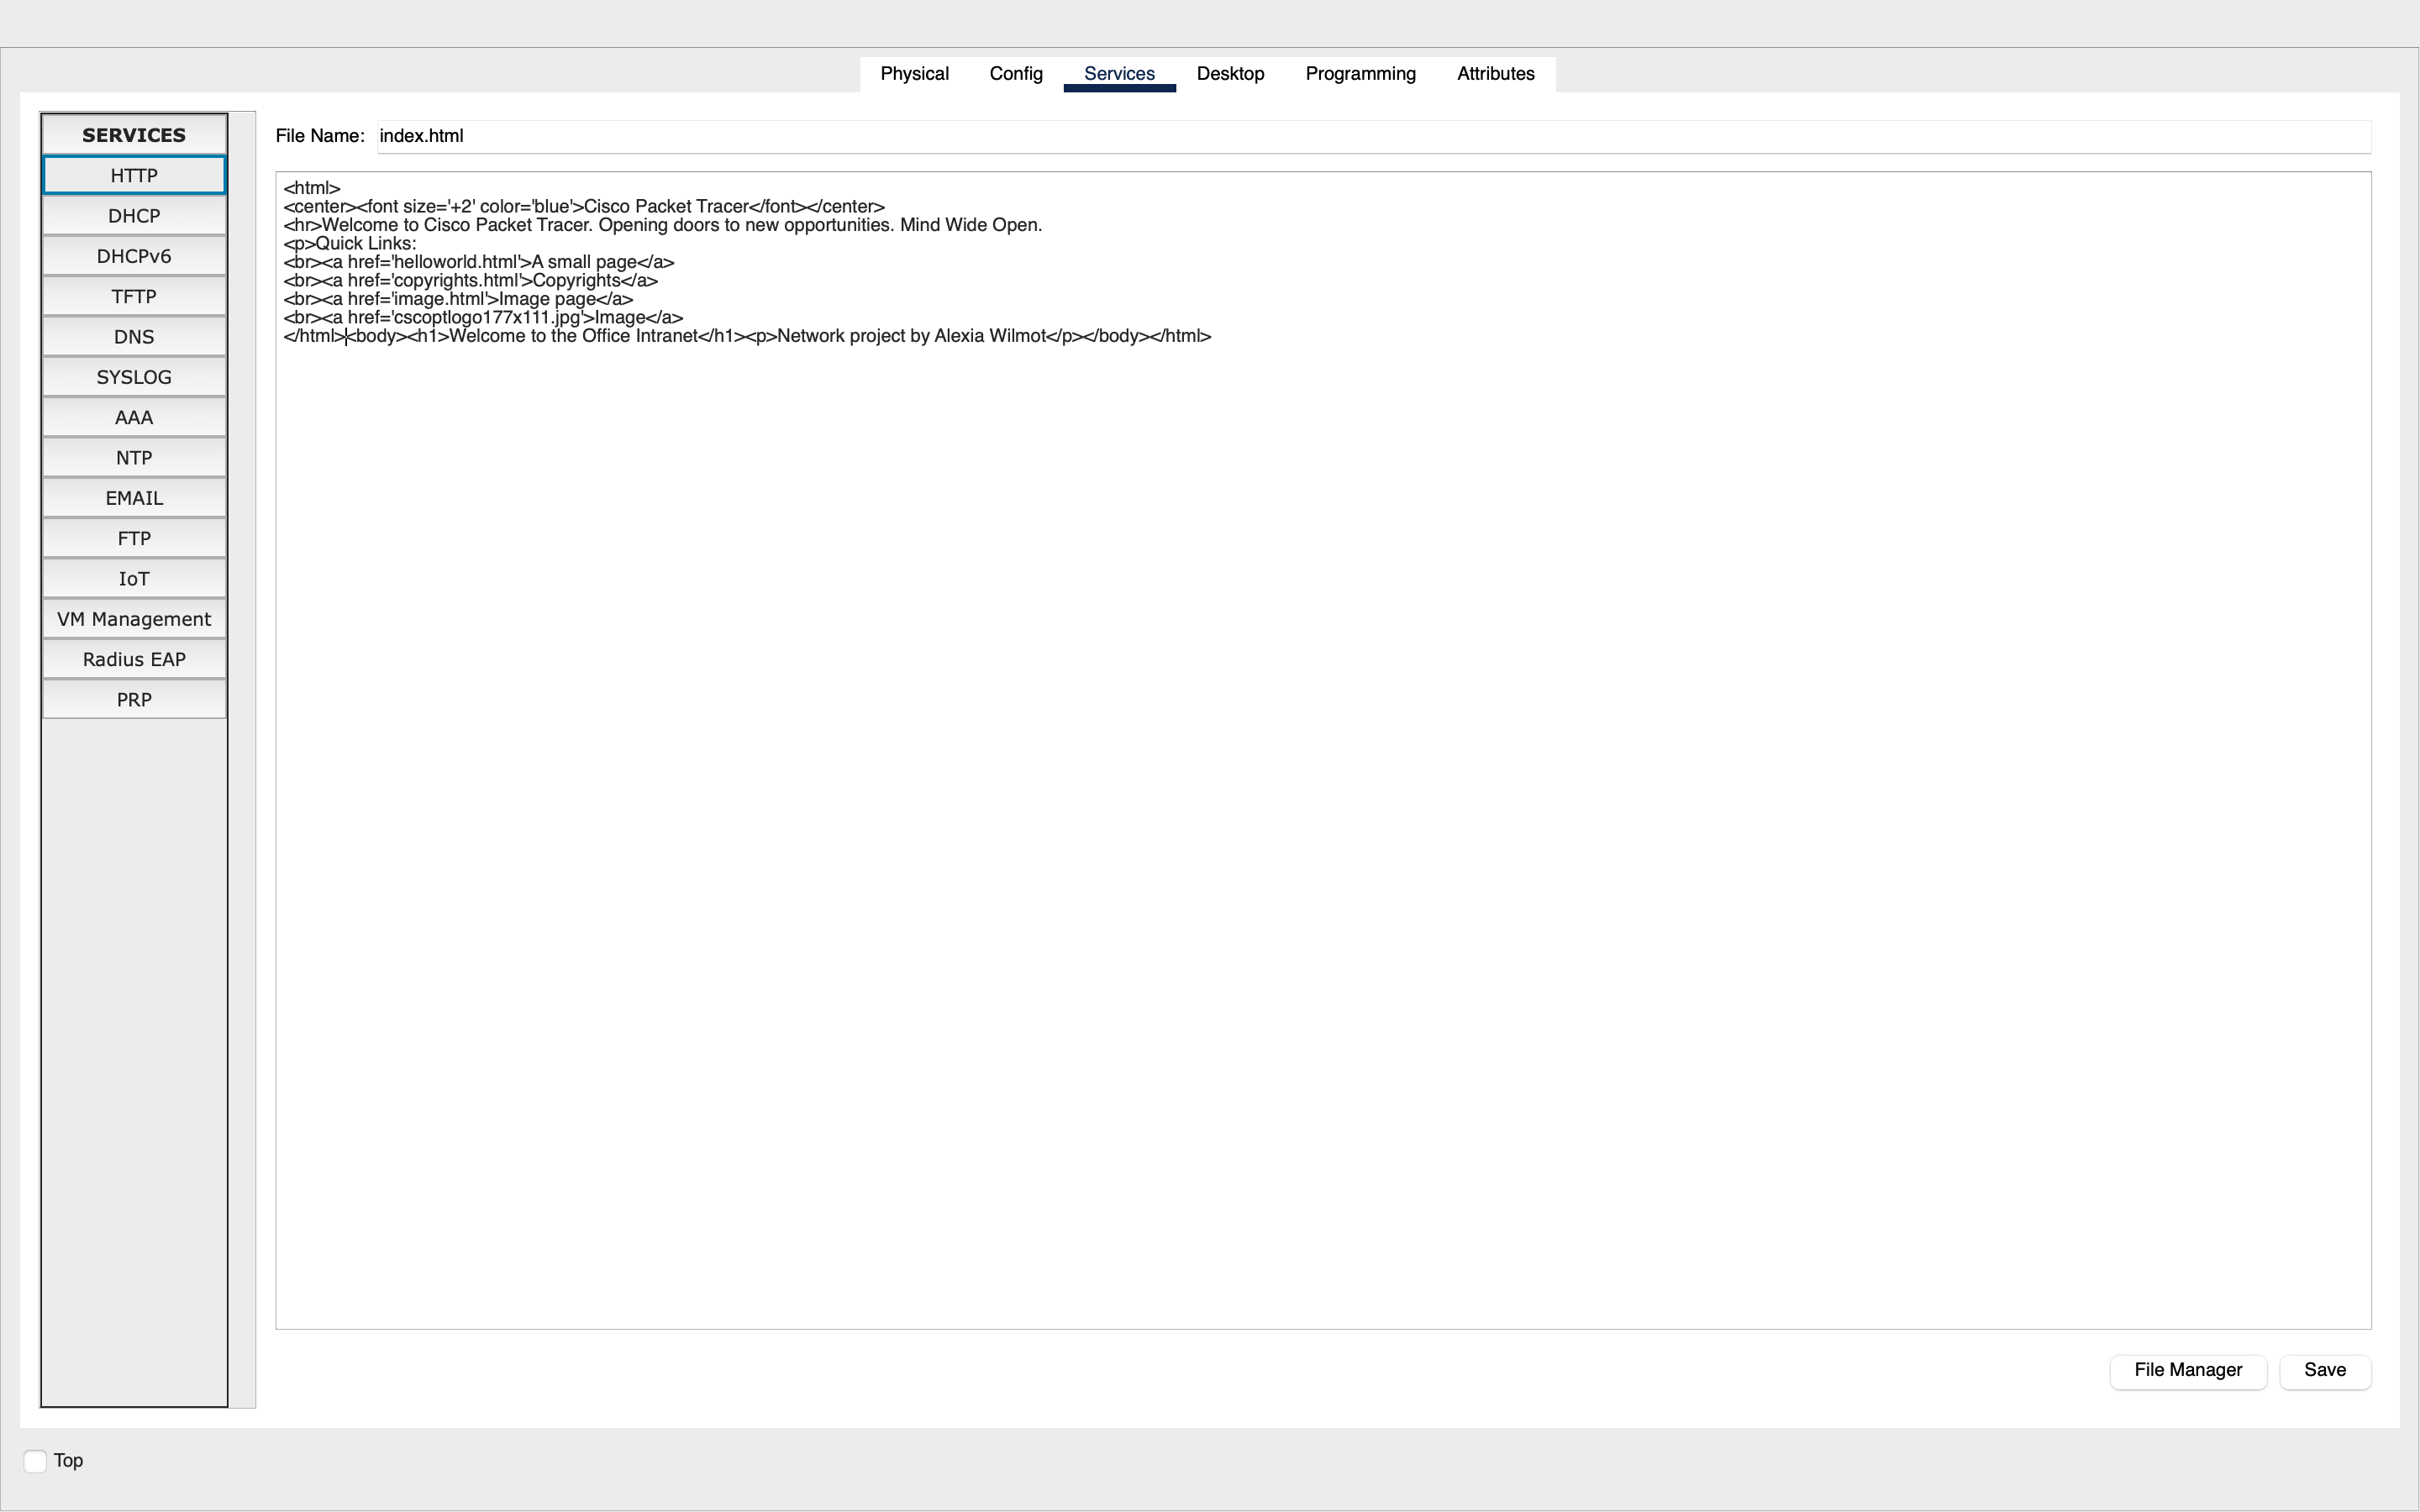 Physical Config Services Desktop Programming Attributes
SERVICES
HTTP
DHCP
DHCPv6
TFTP
DNS
SYSLOG
AAA
NTP
EMAIL
FTP
IoT
VM Management
Radius EAP
PRP
File Name: index.html
<html>
<center><font size='+2' color='blue'>Cisco Packet Tracer</font></center>
<hr>Welcome to Cisco Packet Tracer. Opening doors to new opportunities. Mind Wide Open.
<p>Quick Links:
<br><a href='helloworld.html'>A small page</a>
<br><a href='copyrights.html'>Copyrights</a>
<br><a href='image.html'>Image page</a>
<br><a href='cscoptlogo177x111.jpg'>Image</a>
</html><body><h1>Welcome to the Office Intranet</h1><p>Network project by Alexia Wilmot</p></body></html>
File Manager Save
Top